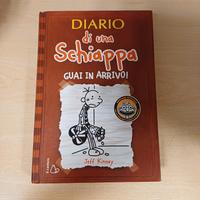 DIARIO
di una
Schiappa
GUAI IN ARRIVO!
Jeff Kinney